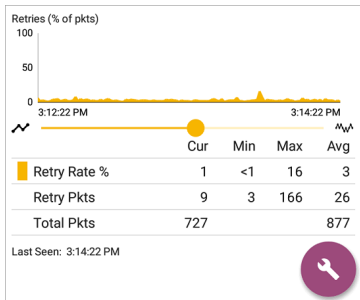 Retries (% of pkts)
100
50
0
3:12:22 PM 3:14:22 PM
Cur Min Max Avg
Retry Rate % 1 <1 16 3
Retry Pkts 9 3 166 26
Total Pkts 727 877
Last Seen: 3:14:22 PM